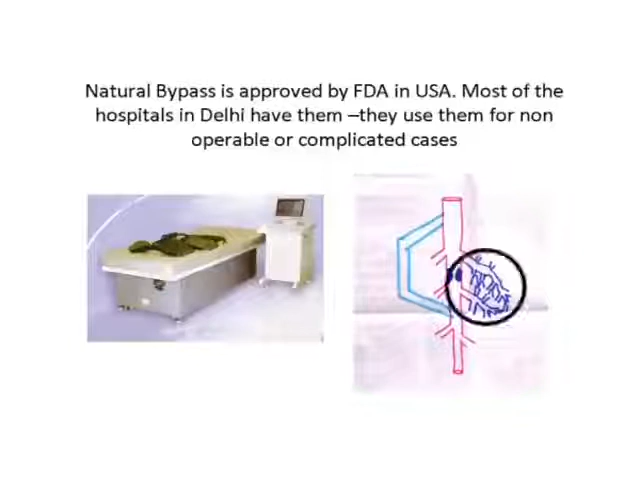 Natural Bypass is approved by FDA in USA. Most of the
hospitals in Delhi have them –they use them for non
operable or complicated cases